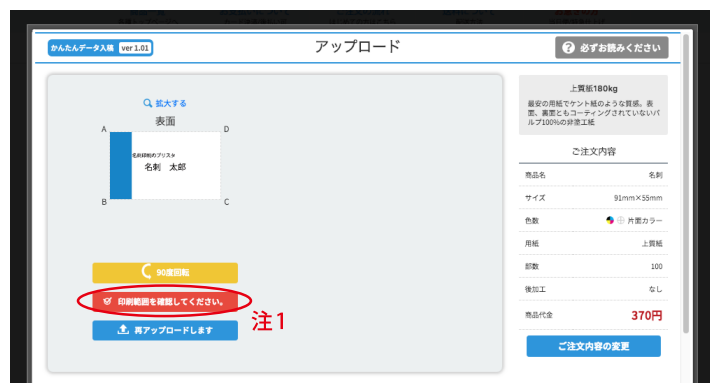 かんたんデータ入稿 ver 1.01
アップロード
必ずお読みください
拡大する
表面
A
D
名刺印刷のプリスタ
名刺 太郎
B
C
90度回転
印刷範囲を確認してください。
注1
再アップロードします
上質紙180kg
最安の用紙でケント紙のような質感。表
面、裏面ともコーティングされていないパ
ルプ100%の非塗工紙
ご注文内容
商品名 名刺
サイズ 91mm×55mm
色数 片面カラー
用紙 上質紙
部数 100
後加工 なし
商品代金 370円
ご注文内容の変更